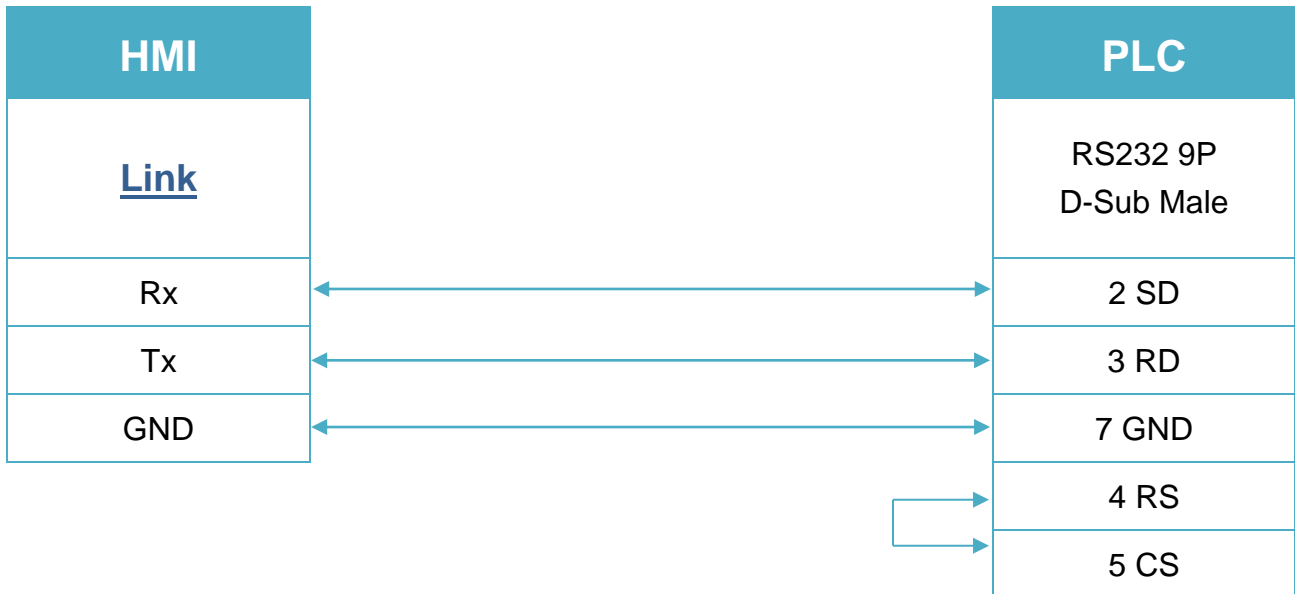 HMI
PLC
Link
RS232 9P
D-Sub Male
Rx
2 SD
Tx
3 RD
GND
7 GND
4 RS
5 CS